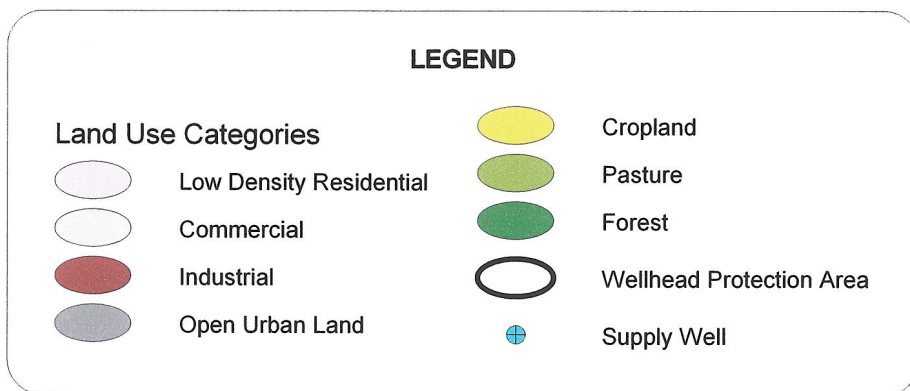 LEGEND
Land Use Categories
Low Density Residential
Commercial
Industrial
Open Urban Land
Cropland
Pasture
Forest
Wellhead Protection Area
Supply Well